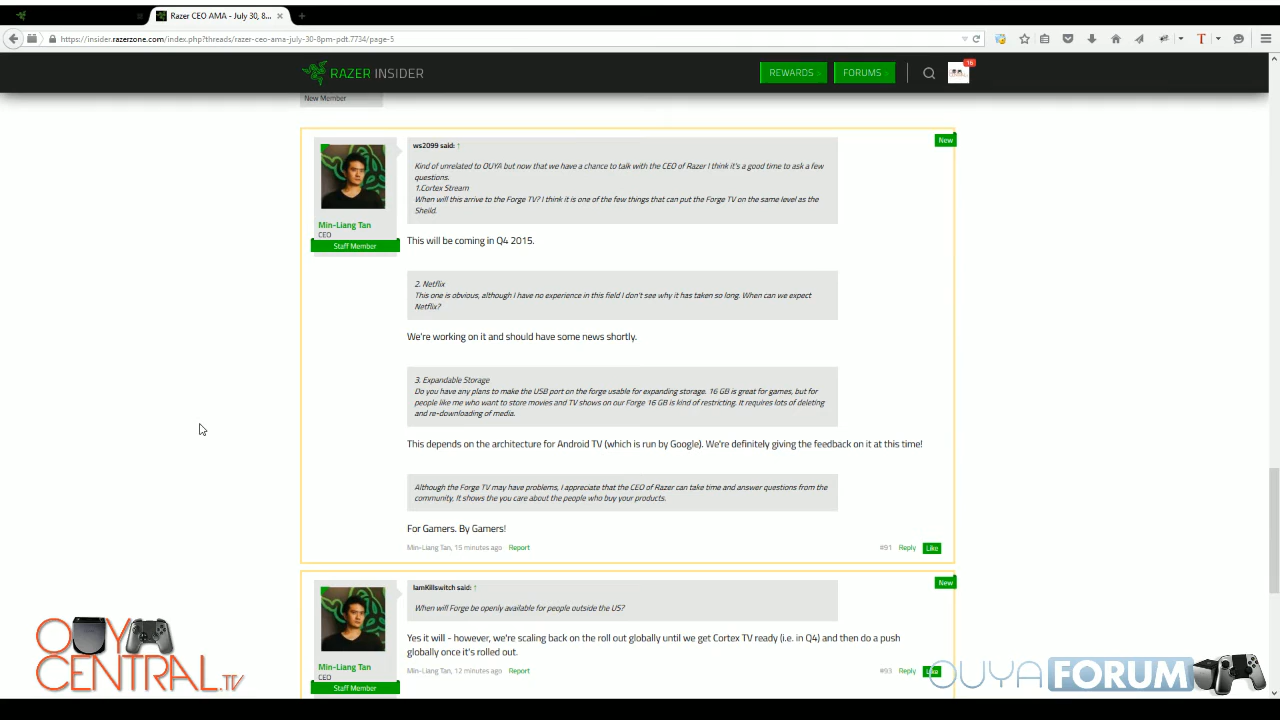 Razer CEO AMA - July 30, 8...
https://insider.razerzone.com/index.php?threads/razer-ceo-ama-july-30-8pm-pdt.7734/page-5
RAZER INSIDER
REWARDS
FORUMS
16
New Member
New
ws2099 said: ↑
Kind of unrelated to OUYA but now that we have a chance to talk with the CEO of Razer I think it's a good time to ask a few
questions.
1.Cortex Stream
When will this arrive to the Forge TV? I think it is one of the few things that can put the Forge TV on the same level as the
Sheild.
Min-Liang Tan
CEO
Staff Member
This will be coming in Q4 2015.
2. Netflix
This one is obvious, although I have no experience in this field I don't see why it has taken so long. When can we expect
Netflix?
We're working on it and should have some news shortly.
3. Expandable Storage
Do you have any plans to make the USB port on the forge usable for expanding storage. 16 GB is great for games, but for
people like me who want to store movies and TV shows on our Forge 16 GB is kind of restricting. It requires lots of deleting
and re-downloading of media.
This depends on the architecture for Android TV (which is run by Google). We're definitely giving the feedback on it at this time!
Although the Forge TV may have problems, I appreciate that the CEO of Razer can take time and answer questions from the
community. It shows the you care about the people who buy your products.
For Gamers. By Gamers!
Min-Liang Tan, 15 minutes ago Report
#91 Reply Like
New
IamKillswitch said: ↑
When will Forge be openly available for people outside the US?
Yes it will - however, we're scaling back on the roll out globally until we get Cortex TV ready (i.e. in Q4) and then do a push
globally once it's rolled out.
Min-Liang Tan
CEO
Staff Member
Min-Liang Tan, 12 minutes ago Report
#93 Reply Like
OUYA
CENTRAL.TV
OUYAFORUM